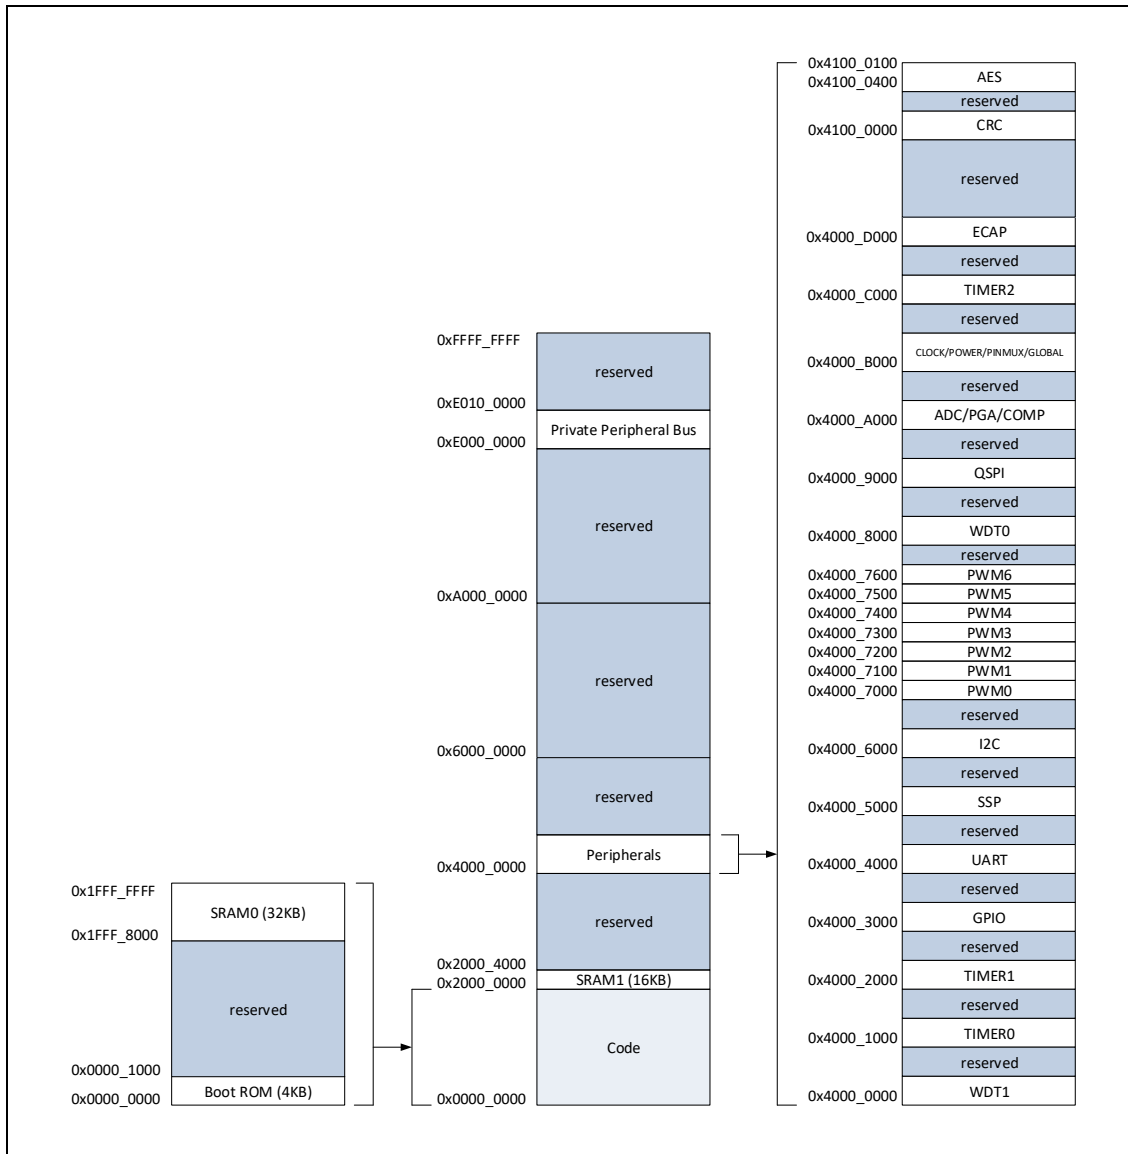 0x4100_0100
0x4100_0400
AES
reserved
CRC
0x4100_0000
reserved
ECAP
0x4000_D000
reserved
TIMER2
0x4000_C000
reserved
CLOCK/POWER/PINMUX/GLOBAL
0x4000_B000
reserved
ADC/PGA/COMP
0x4000_A000
reserved
QSPI
0x4000_9000
reserved
WDT0
0x4000_8000
reserved
0x4000_7600 PWM6
0x4000_7500 PWM5
0x4000_7400 PWM4
0x4000_7300 PWM3
0x4000_7200 PWM2
0x4000_7100 PWM1
0x4000_7000 PWM0
reserved
I2C
0x4000_6000
reserved
SSP
0x4000_5000
reserved
UART
0x4000_4000
reserved
GPIO
0x4000_3000
reserved
TIMER1
0x4000_2000
reserved
TIMER0
0x4000_1000
reserved
WDT1
0x4000_0000
0xFFFF_FFFF
reserved
0xE010_0000
Private Peripheral Bus
0xE000_0000
reserved
0xA000_0000
reserved
0x6000_0000
reserved
Peripherals
0x4000_0000
reserved
0x2000_4000
SRAM1 (16KB)
0x2000_0000
Code
0x0000_0000
0x1FFF_FFFF
SRAM0 (32KB)
0x1FFF_8000
reserved
0x0000_1000
Boot ROM (4KB)
0x0000_0000